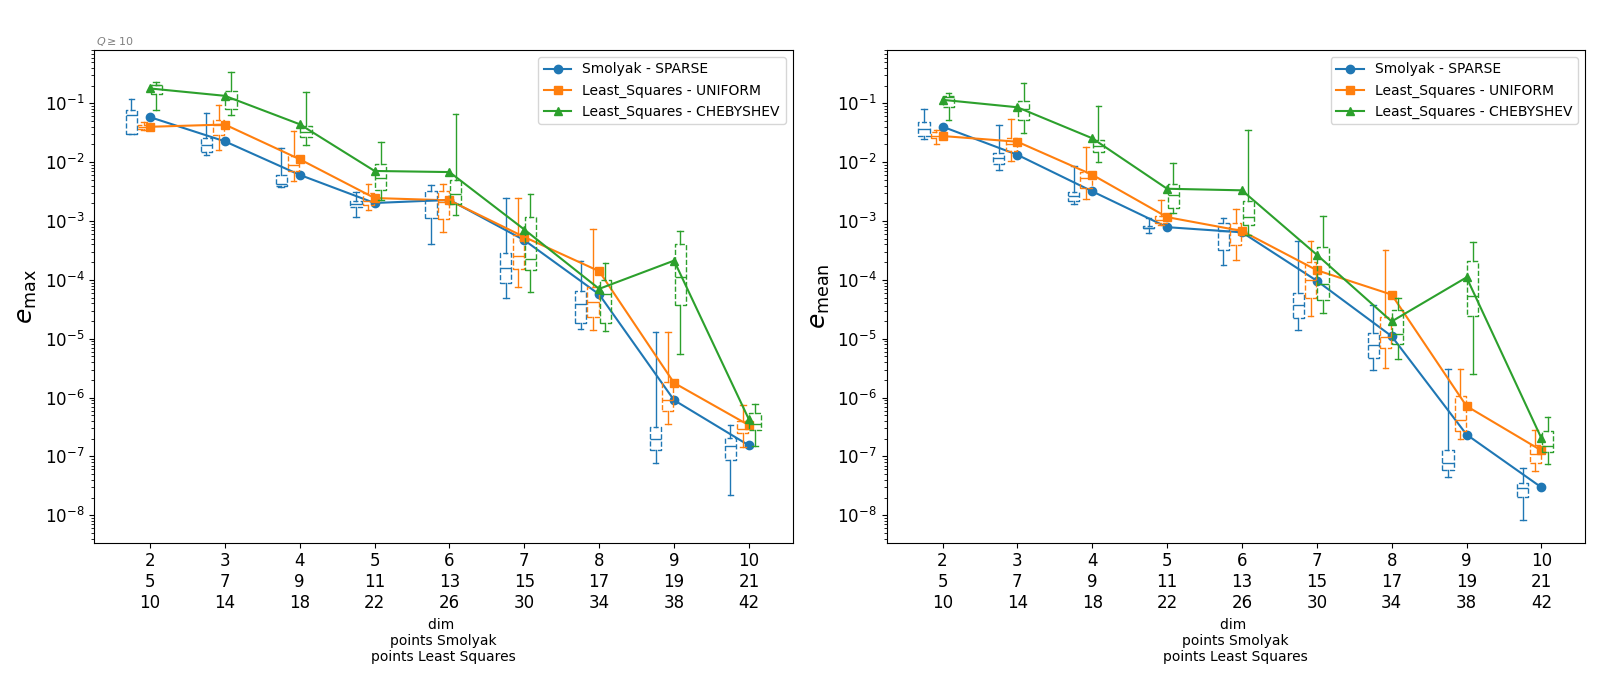 Q ≥ 10
Smolyak - SPARSE
Least_Squares - UNIFORM
Least_Squares - CHEBYSHEV
10⁻¹
10⁻²
10⁻³
10⁻⁴
10⁻⁵
10⁻⁶
10⁻⁷
10⁻⁸
e_max
2 3 4 5 6 7 8 9 10
5 7 9 11 13 15 17 19 21
10 14 18 22 26 30 34 38 42
dim
points Smolyak
points Least Squares
Smolyak - SPARSE
Least_Squares - UNIFORM
Least_Squares - CHEBYSHEV
10⁻¹
10⁻²
10⁻³
10⁻⁴
10⁻⁵
10⁻⁶
10⁻⁷
10⁻⁸
e_mean
2 3 4 5 6 7 8 9 10
5 7 9 11 13 15 17 19 21
10 14 18 22 26 30 34 38 42
dim
points Smolyak
points Least Squares